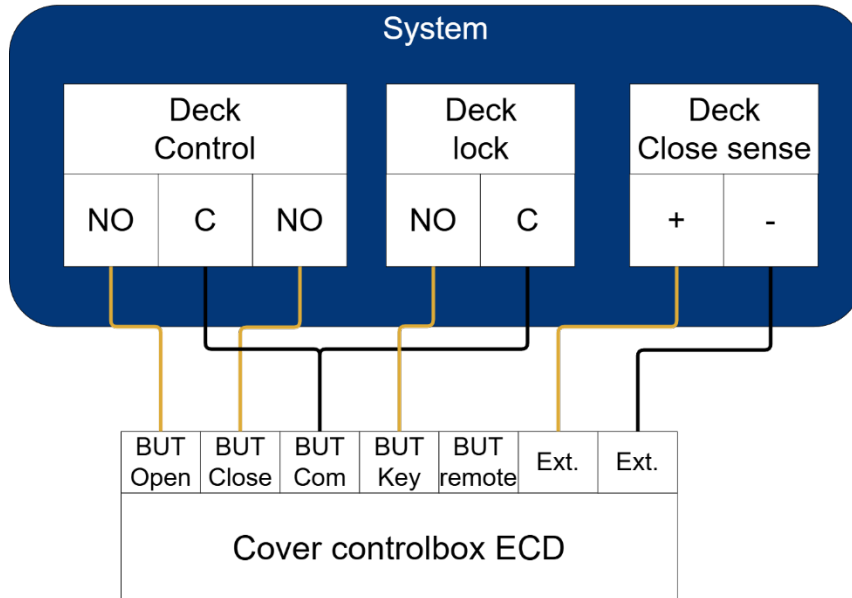 System
Deck
Control
Deck
lock
Deck
Close sense
NO
C
NO
NO
C
+
-
BUT
Open
BUT
Close
BUT
Com
BUT
Key
BUT
remote
Ext.
Ext.
Cover controlbox ECD